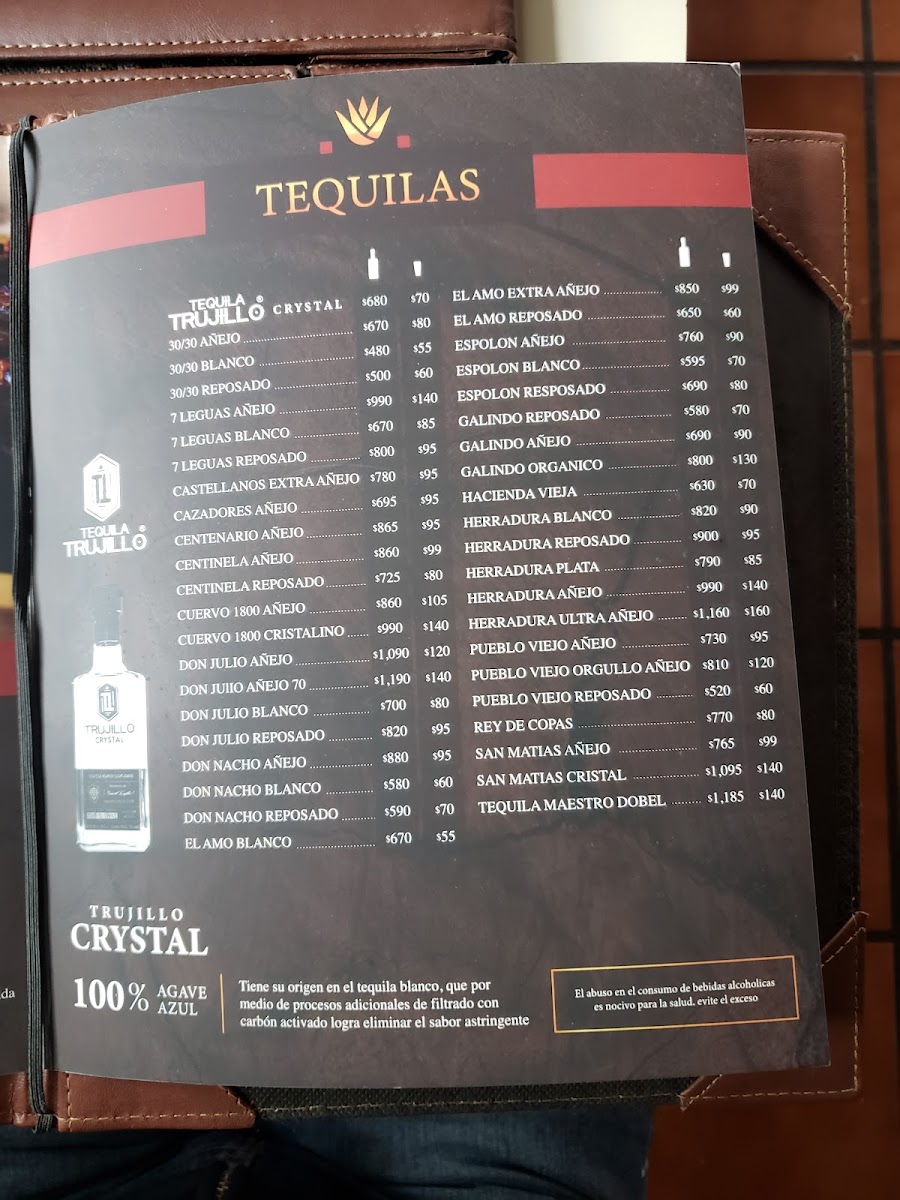 TEQUILAS
TEQUILA TRUJILLO® CRYSTAL $680 $70
30/30 AÑEJO $670 $80
30/30 BLANCO $480 $55
30/30 REPOSADO $500 $60
7 LEGUAS AÑEJO $990 $140
7 LEGUAS BLANCO $670 $85
7 LEGUAS REPOSADO $800 $95
CASTELLANOS EXTRA AÑEJO $780 $95
CAZADORES AÑEJO $695 $95
CENTENARIO AÑEJO $865 $95
CENTINELA AÑEJO $860 $99
CENTINELA REPOSADO $725 $80
CUERVO 1800 AÑEJO $860 $105
CUERVO 1800 CRISTALINO $990 $140
DON JULIO AÑEJO $1,090 $120
DON JUIIO AÑEJO 70 $1,190 $140
DON JULIO BLANCO $700 $80
DON JULIO REPOSADO $820 $95
DON NACHO AÑEJO $880 $95
DON NACHO BLANCO $580 $60
DON NACHO REPOSADO $590 $70
EL AMO BLANCO $670 $55
EL AMO EXTRA AÑEJO $850 $99
EL AMO REPOSADO $650 $60
ESPOLON AÑEJO $760 $90
ESPOLON BLANCO $595 $70
ESPOLON RESPOSADO $690 $80
GALINDO REPOSADO $580 $70
GALINDO AÑEJO $690 $90
GALINDO ORGANICO $800 $130
HACIENDA VIEJA $630 $70
HERRADURA BLANCO $820 $90
HERRADURA REPOSADO $900 $95
HERRADURA PLATA $790 $85
HERRADURA AÑEJO $990 $140
HERRADURA ULTRA AÑEJO $1,160 $160
PUEBLO VIEJO AÑEJO $730 $95
PUEBLO VIEJO ORGULLO AÑEJO $810 $120
PUEBLO VIEJO REPOSADO $520 $60
REY DE COPAS $770 $80
SAN MATIAS AÑEJO $765 $99
SAN MATIAS CRISTAL $1,095 $140
TEQUILA MAESTRO DOBEL $1,185 $140
TEQUILA
TRUJILLO®
TRUJILLO
CRYSTAL
TRUJILLO
CRYSTAL
100% AGAVE
AZUL
Tiene su origen en el tequila blanco, que por
medio de procesos adicionales de filtrado con
carbón activado logra eliminar el sabor astringente
El abuso en el consumo de bebidas alcoholicas
es nocivo para la salud. evite el exceso